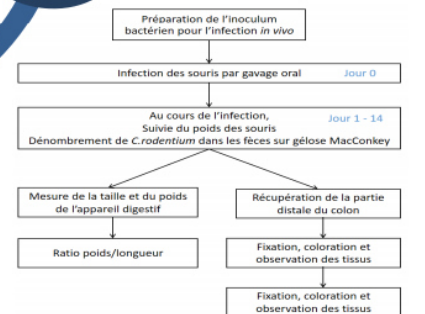 Préparation de l'inoculum
bactérien pour l'infection in vivo
Infection des souris par gavage oral Jour 0
Au cours de l'infection, Jour 1 - 14
Suivie du poids des souris
Dénombrement de C.rodentium dans les fèces sur gélose MacConkey
Mesure de la taille et du poids
de l'appareil digestif
Récupération de la partie
distale du colon
Ratio poids/longueur
Fixation, coloration et
observation des tissus
Fixation, coloration et
observation des tissus